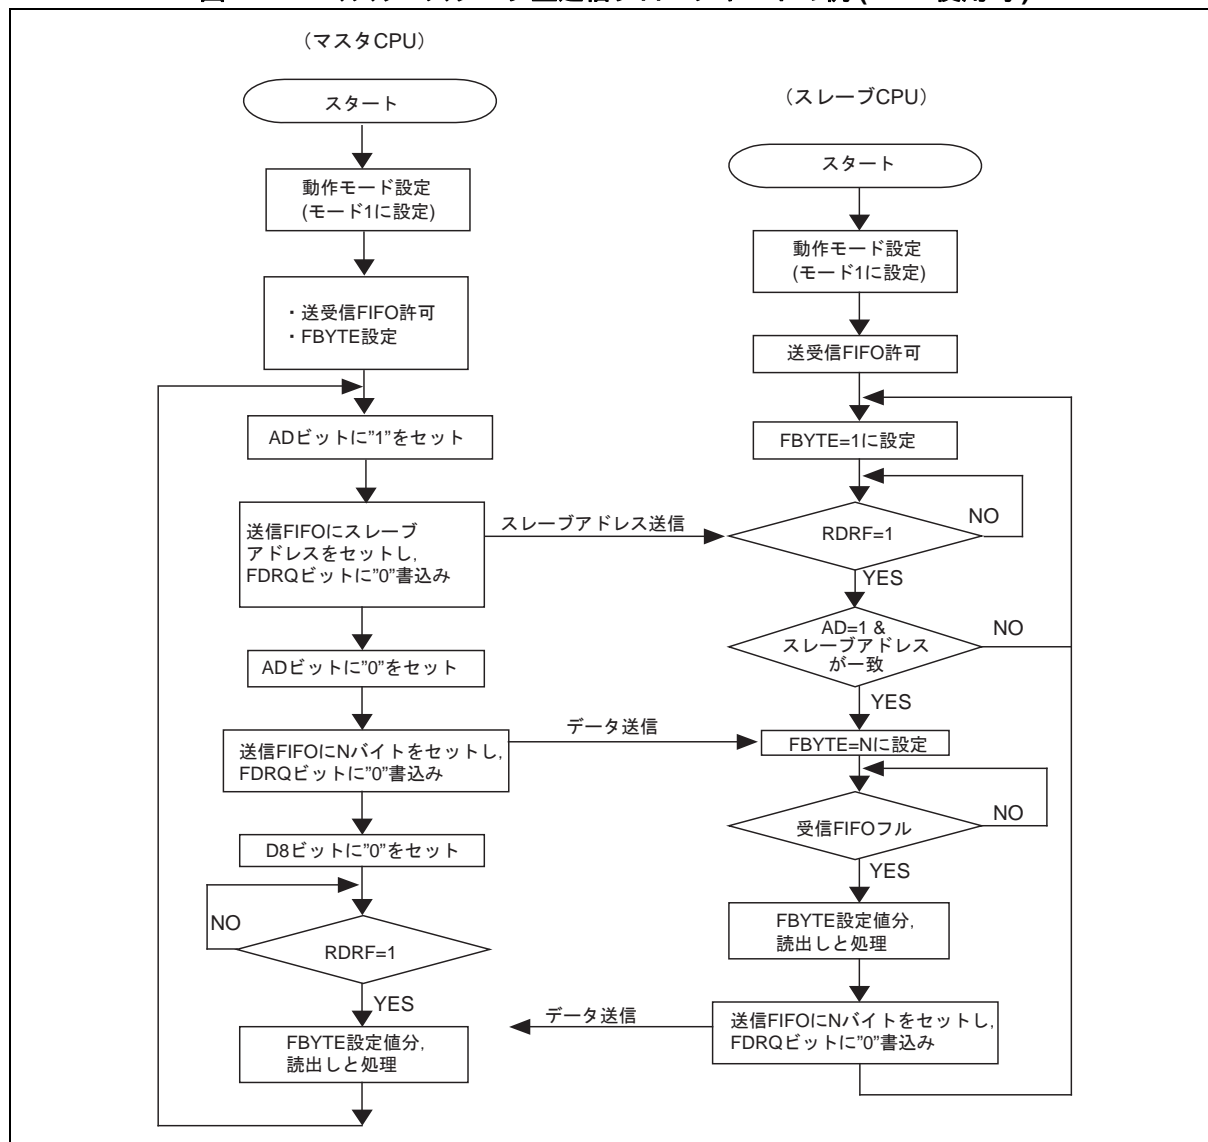 （マスタCPU）
スタート
動作モード設定
(モード1に設定)
・送受信FIFO許可
・FBYTE設定
ADビットに"1"をセット
送信FIFOにスレーブ
アドレスをセットし,
FDRQビットに"0"書込み
スレーブアドレス送信
ADビットに"0"をセット
送信FIFOにNバイトをセットし,
FDRQビットに"0"書込み
データ送信
D8ビットに"0"をセット
NO
RDRF=1
YES
FBYTE設定値分,
読出しと処理
（スレーブCPU）
スタート
動作モード設定
(モード1に設定)
送受信FIFO許可
FBYTE=1に設定
RDRF=1
NO
YES
AD=1 &
スレーブアドレス
が一致
NO
YES
FBYTE=Nに設定
受信FIFOフル
NO
YES
FBYTE設定値分,
読出しと処理
データ送信
送信FIFOにNバイトをセットし,
FDRQビットに"0"書込み